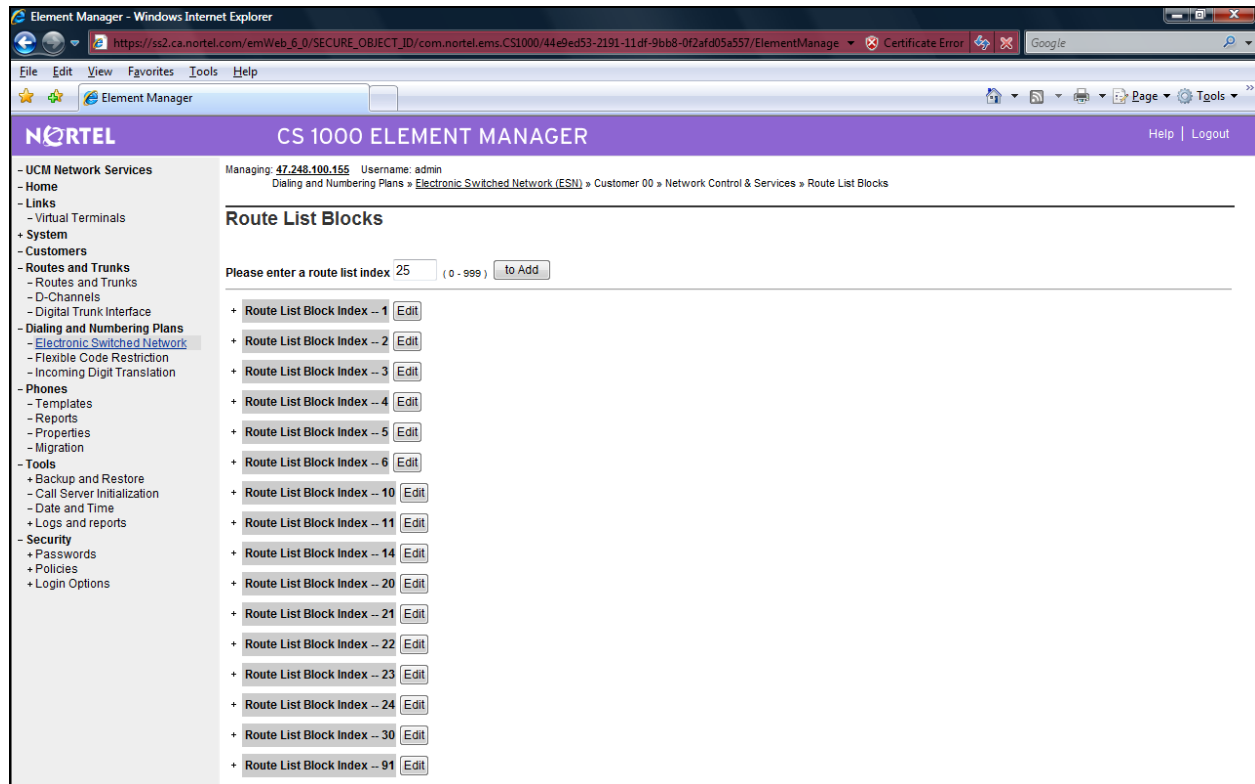 Element Manager - Windows Internet Explorer
https://ss2.ca.nortel.com/emWeb_6_0/SECURE_OBJECT_ID/com.nortel.ems.CS1000/44e9ed53-2191-11df-9bb8-0f2afd05a557/ElementManage Certificate Error Google
File Edit View Favorites Tools Help
Element Manager Page Tools
NORTEL CS 1000 ELEMENT MANAGER Help | Logout
- UCM Network Services
- Home
- Links
- Virtual Terminals
+ System
- Customers
- Routes and Trunks
- Routes and Trunks
- D-Channels
- Digital Trunk Interface
- Dialing and Numbering Plans
- Electronic Switched Network
- Flexible Code Restriction
- Incoming Digit Translation
- Phones
- Templates
- Reports
- Properties
- Migration
- Tools
+ Backup and Restore
- Call Server Initialization
- Date and Time
+ Logs and reports
- Security
+ Passwords
+ Policies
+ Login Options
Managing: 47.248.100.155 Username: admin
Dialing and Numbering Plans » Electronic Switched Network (ESN) » Customer 00 » Network Control & Services » Route List Blocks
Route List Blocks
Please enter a route list index 25 ( 0 - 999 ) to Add
+ Route List Block Index -- 1 Edit
+ Route List Block Index -- 2 Edit
+ Route List Block Index -- 3 Edit
+ Route List Block Index -- 4 Edit
+ Route List Block Index -- 5 Edit
+ Route List Block Index -- 6 Edit
+ Route List Block Index -- 10 Edit
+ Route List Block Index -- 11 Edit
+ Route List Block Index -- 14 Edit
+ Route List Block Index -- 20 Edit
+ Route List Block Index -- 21 Edit
+ Route List Block Index -- 22 Edit
+ Route List Block Index -- 23 Edit
+ Route List Block Index -- 24 Edit
+ Route List Block Index -- 30 Edit
+ Route List Block Index -- 91 Edit